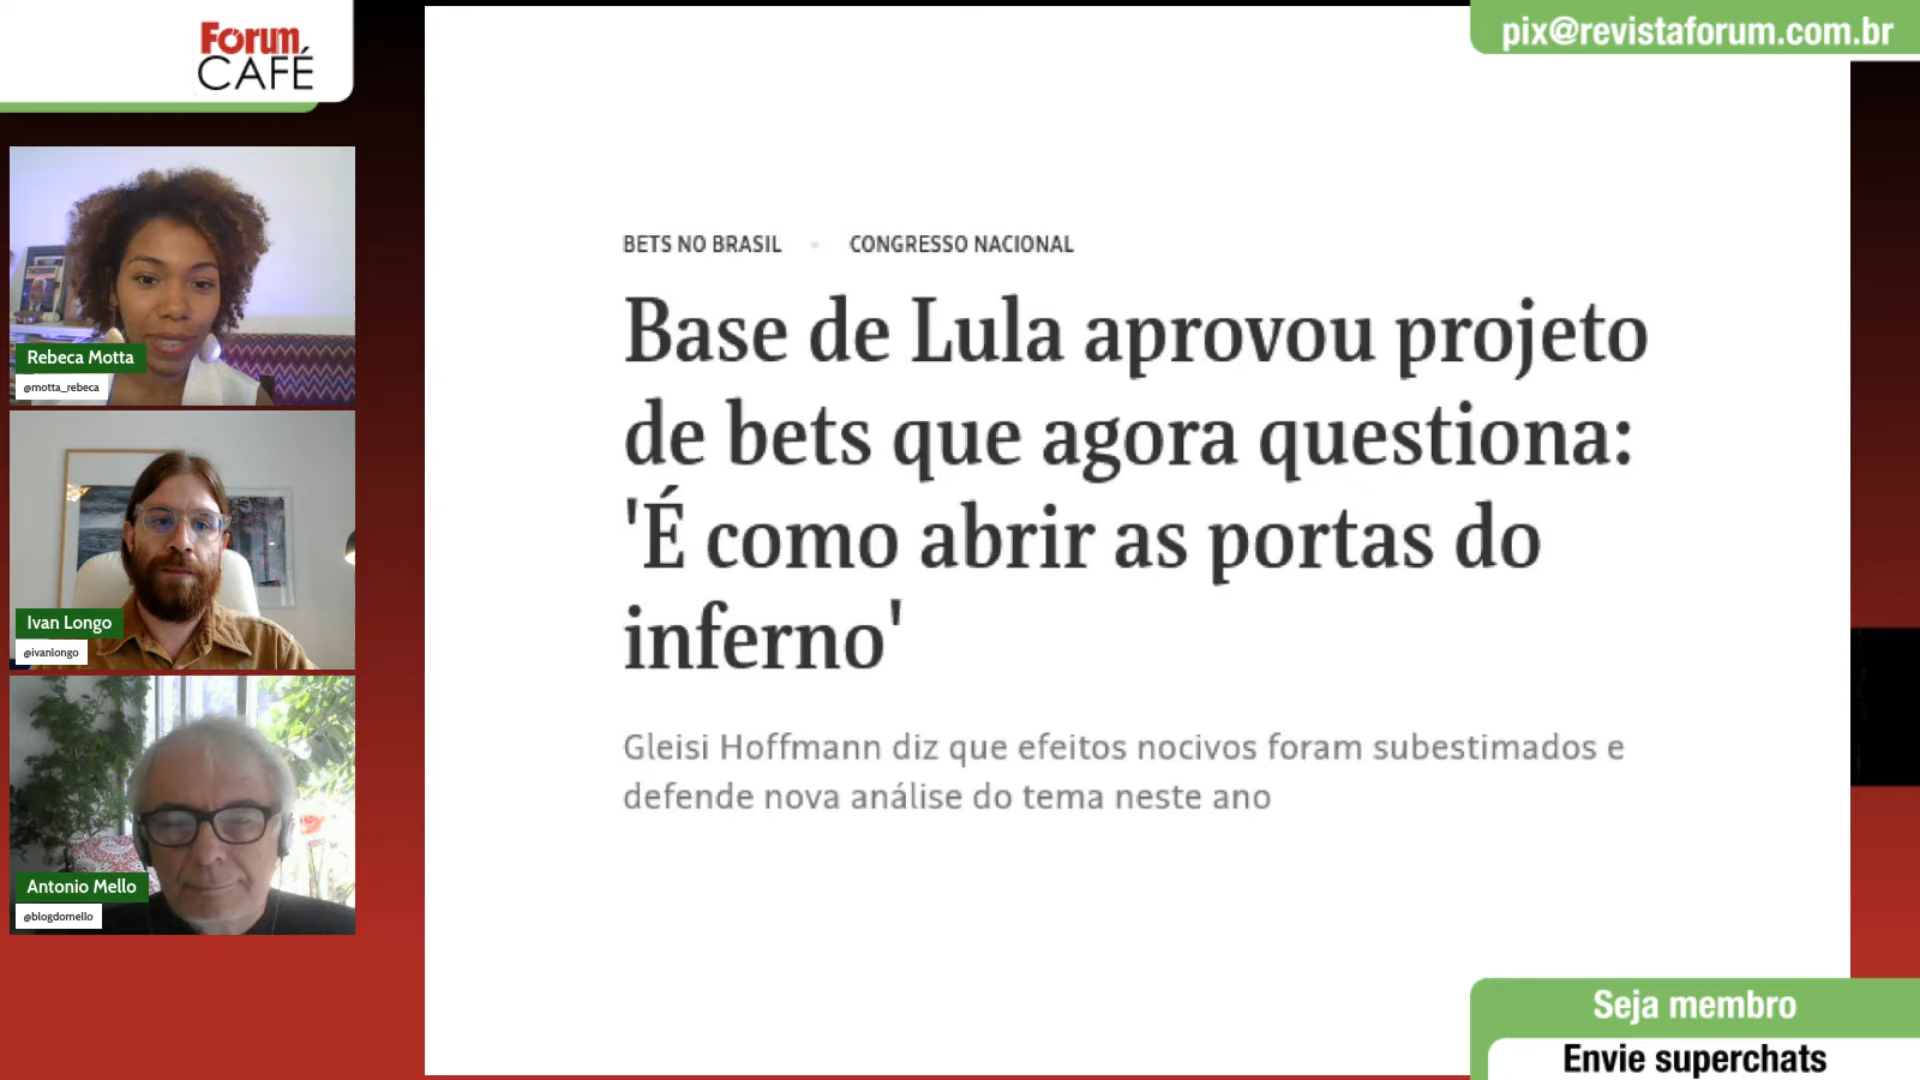 Forum
CAFÉ
pix@revistaforum.com.br
Rebeca Motta
@motta_rebeca
Ivan Longo
@ivanlongo
Antonio Mello
@blogdomello
BETS NO BRASIL • CONGRESSO NACIONAL
Base de Lula aprovou projeto
de bets que agora questiona:
'É como abrir as portas do
inferno'
Gleisi Hoffmann diz que efeitos nocivos foram subestimados e
defende nova análise do tema neste ano
Seja membro
Envie superchats